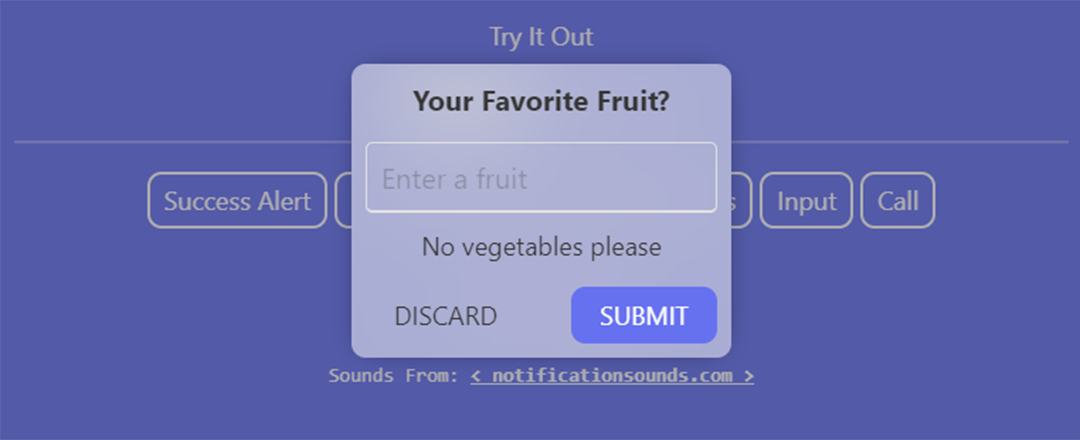 Try It Out
Your Favorite Fruit?
Enter a fruit
Success Alert
Input
Call
No vegetables please
DISCARD
SUBMIT
Sounds From: < notificationsounds.com >